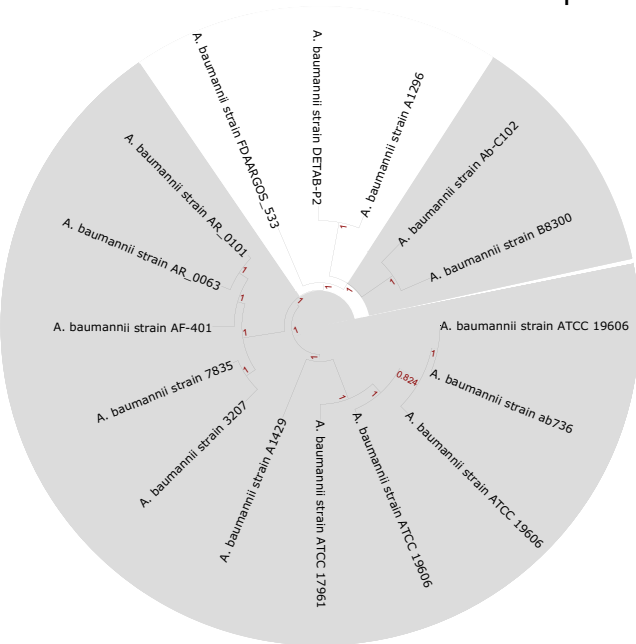 A. baumannii strain FDAARGOS_533
A. baumannii strain DETAB-P2
A. baumannii strain A1296
A. baumannii strain Ab-C102
A. baumannii strain B8300
A. baumannii strain ATCC 19606
A. baumannii strain ab736
A. baumannii strain ATCC 19606
A. baumannii strain ATCC 19606
A. baumannii strain ATCC 17961
A. baumannii strain A1429
A. baumannii strain 3207
A. baumannii strain 7835
A. baumannii strain AF-401
A. baumannii strain AR_0063
A. baumannii strain AR_0101
1
1
1
1
1
1
1
1
1
1
1
1
1
0.824
1